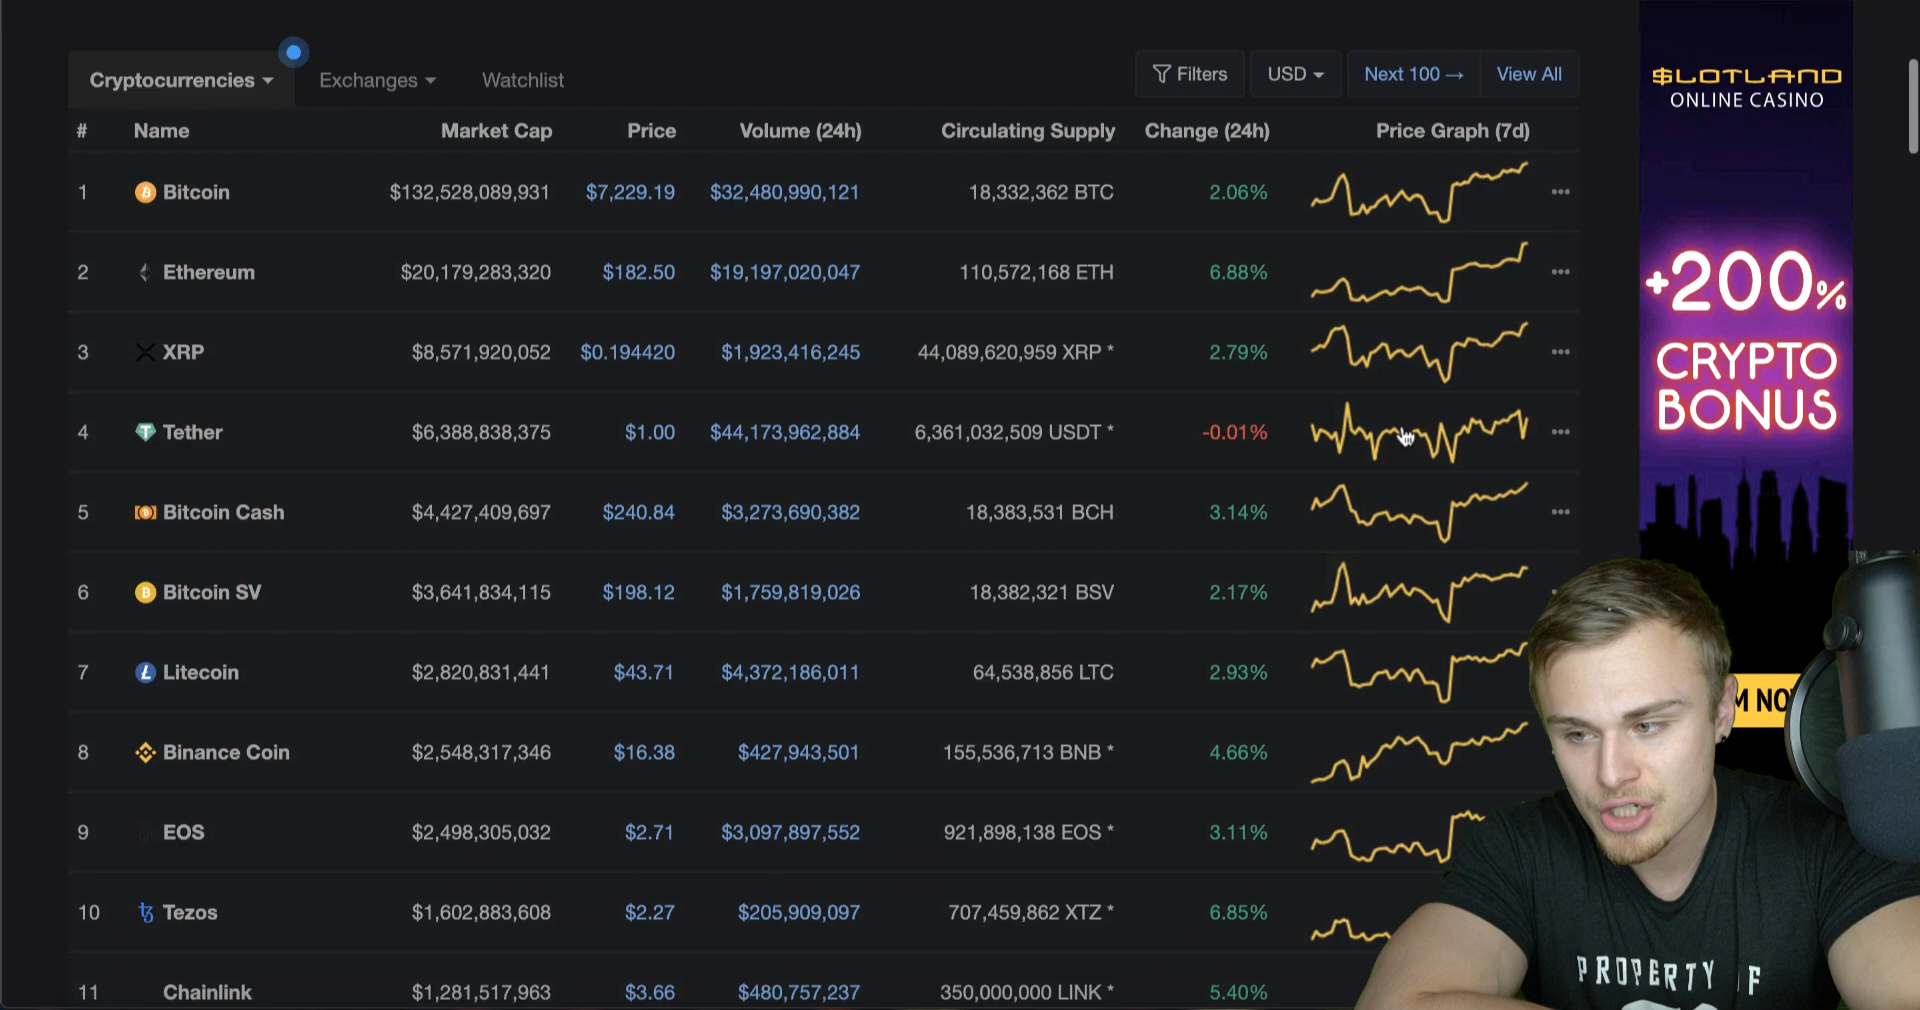 Cryptocurrencies Exchanges Watchlist Filters USD Next 100 → View All
# Name Market Cap Price Volume (24h) Circulating Supply Change (24h) Price Graph (7d)
1 Bitcoin $132,528,089,931 $7,229.19 $32,480,990,121 18,332,362 BTC 2.06%
2 Ethereum $20,179,283,320 $182.50 $19,197,020,047 110,572,168 ETH 6.88%
3 XRP $8,571,920,052 $0.194420 $1,923,416,245 44,089,620,959 XRP * 2.79%
4 Tether $6,388,838,375 $1.00 $44,173,962,884 6,361,032,509 USDT * -0.01%
5 Bitcoin Cash $4,427,409,697 $240.84 $3,273,690,382 18,383,531 BCH 3.14%
6 Bitcoin SV $3,641,834,115 $198.12 $1,759,819,026 18,382,321 BSV 2.17%
7 Litecoin $2,820,831,441 $43.71 $4,372,186,011 64,538,856 LTC 2.93%
8 Binance Coin $2,548,317,346 $16.38 $427,943,501 155,536,713 BNB * 4.66%
9 EOS $2,498,305,032 $2.71 $3,097,897,552 921,898,138 EOS * 3.11%
10 Tezos $1,602,883,608 $2.27 $205,909,097 707,459,862 XTZ * 6.85%
11 Chainlink $1,281,517,963 $3.66 $480,757,237 350,000,000 LINK * 5.40%
$LOTLAND
ONLINE CASINO
+200%
CRYPTO
BONUS
PROPERTY